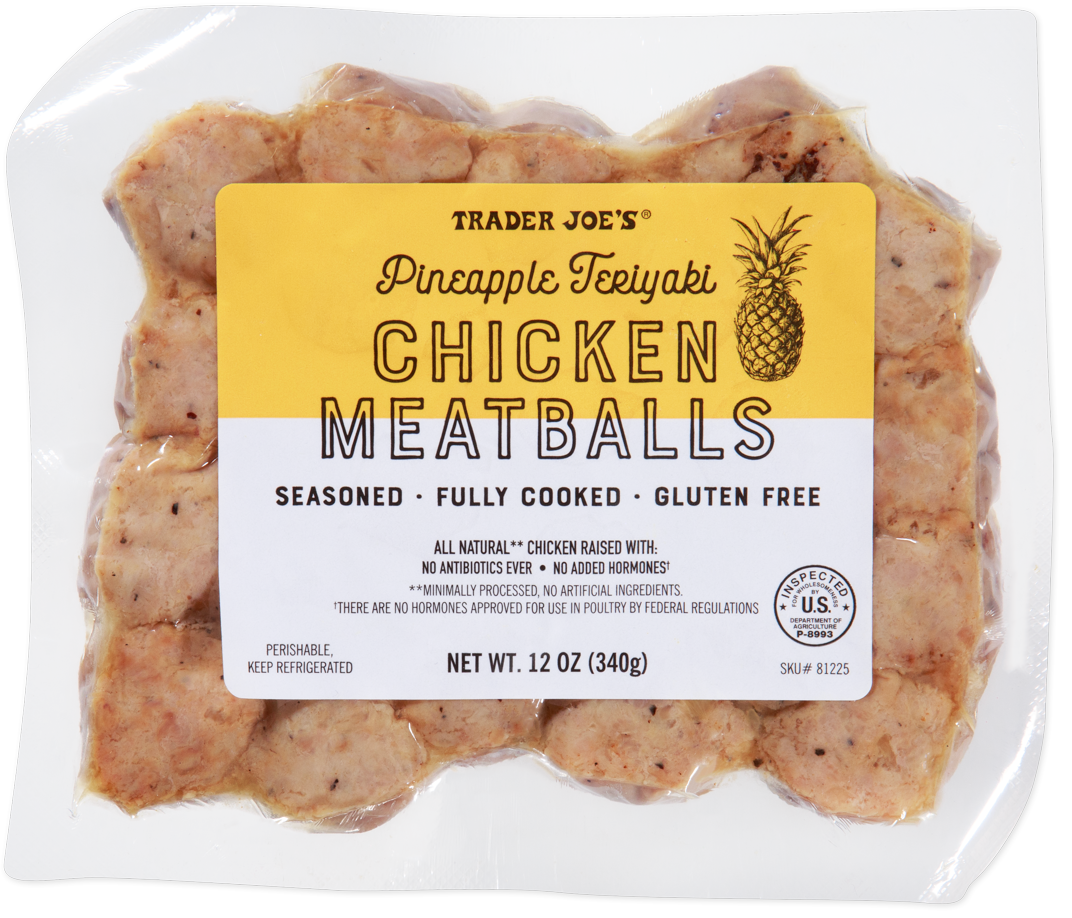 TRADER JOE'S®
Pineapple Teriyaki
CHICKEN
MEATBALLS
SEASONED · FULLY COOKED · GLUTEN FREE
ALL NATURAL** CHICKEN RAISED WITH:
NO ANTIBIOTICS EVER • NO ADDED HORMONES†
**MINIMALLY PROCESSED, NO ARTIFICIAL INGREDIENTS.
†THERE ARE NO HORMONES APPROVED FOR USE IN POULTRY BY FEDERAL REGULATIONS
INSPECTED
FOR WHOLESOMENESS
BY
U.S.
DEPARTMENT OF
AGRICULTURE
P-8993
PERISHABLE,
KEEP REFRIGERATED
NET WT. 12 OZ (340g)
SKU# 81225